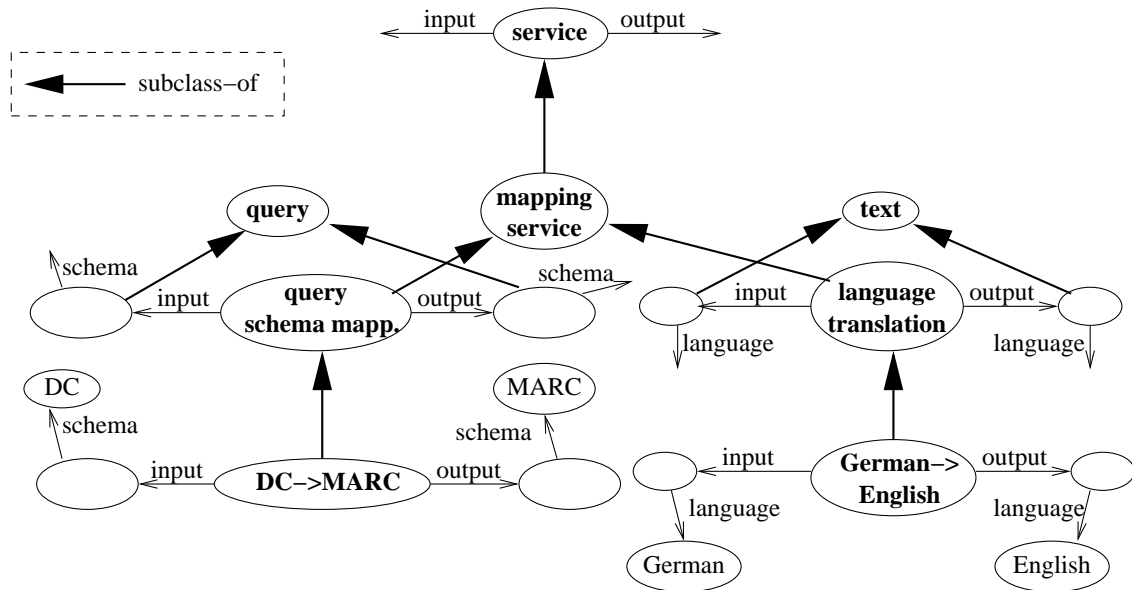 input
service
output
subclass−of
query
mapping
service
text
schema
schema
input
query
schema mapp.
output
input
language
translation
output
language
language
DC
MARC
schema
schema
input
DC−>MARC
output
input
German−>
English
output
language
language
German
English